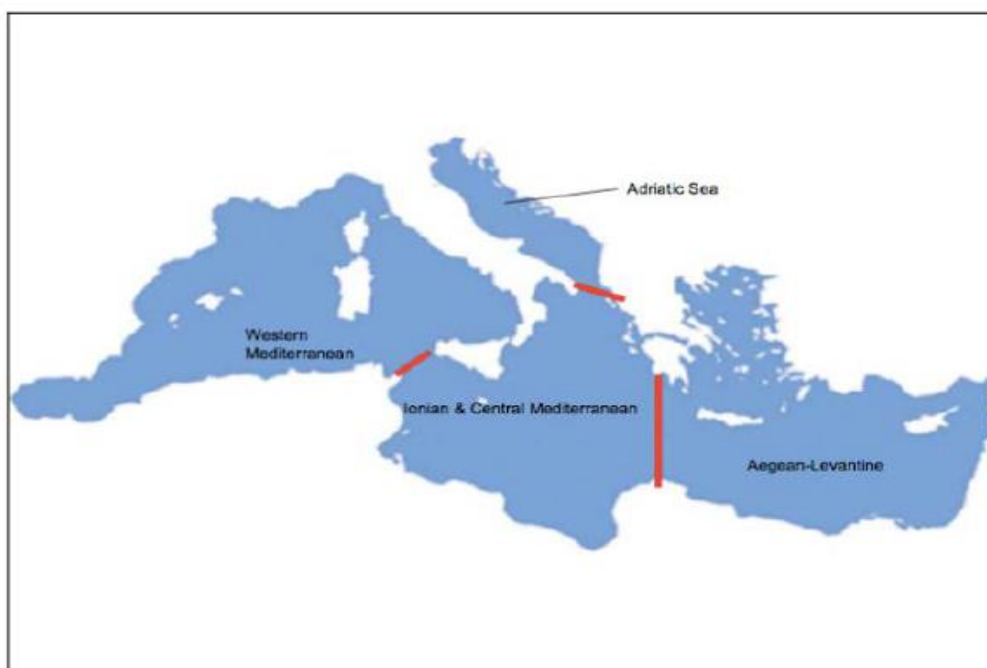 Adriatic Sea
Western
Mediterranean
Ionian & Central Mediterranean
Aegean-Levantine